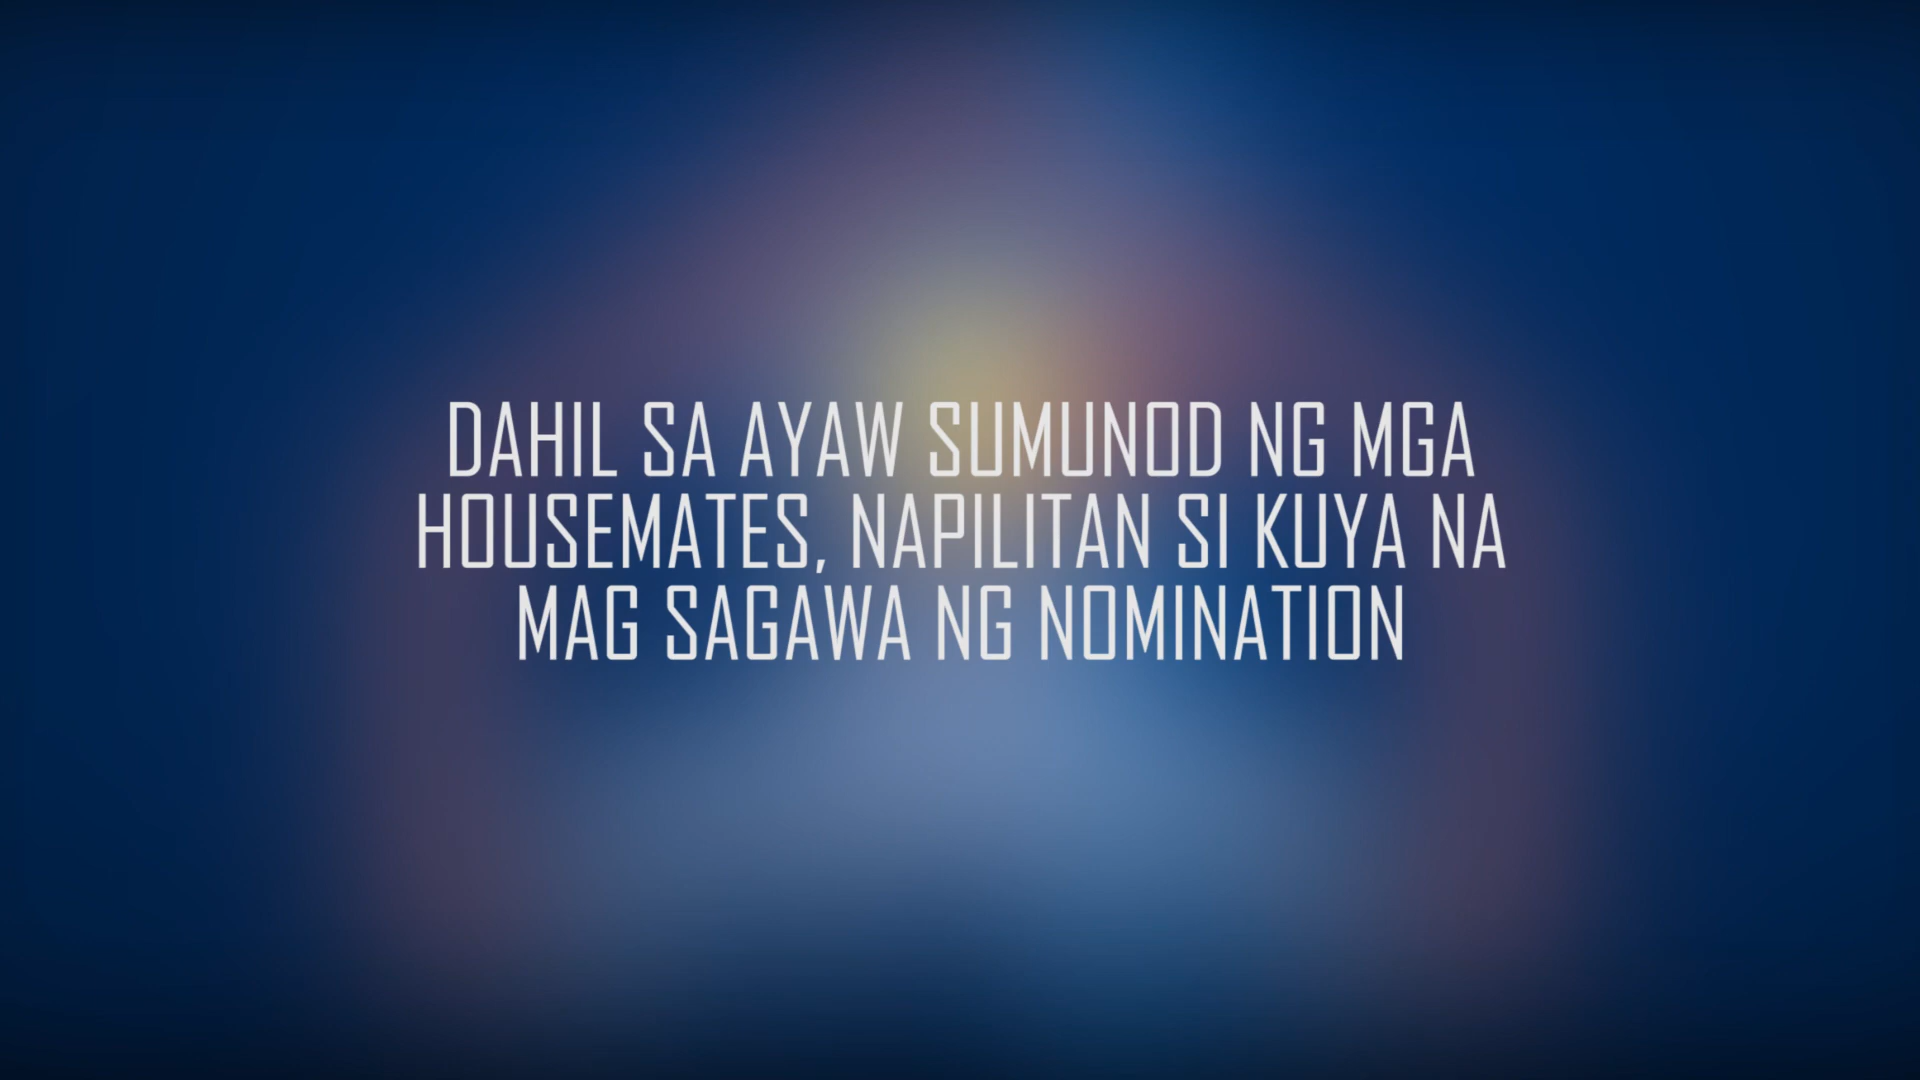 DAHIL SA AYAW SUMUNOD NG MGA
HOUSEMATES, NAPILITAN SI KUYA NA
MAG SAGAWA NG NOMINATION